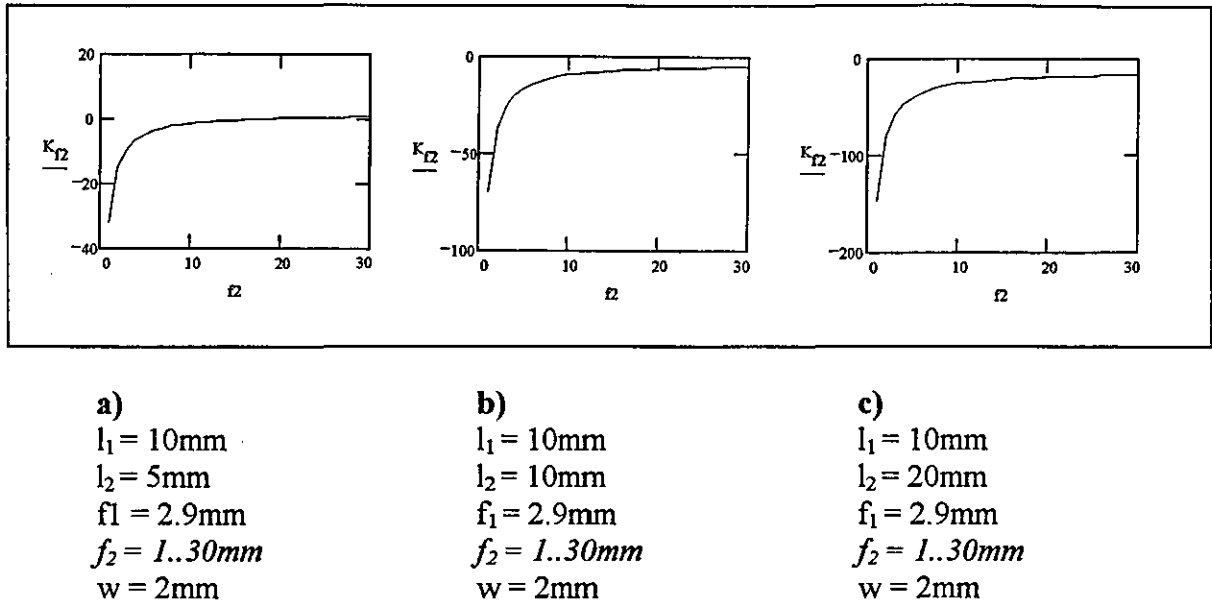 20
0
−20
−40
K_f2
0 10 20 30
f2
0
−50
−100
K_f2
0 10 20 30
f2
0
−100
−200
K_f2
0 10 20 30
f2
a)
l₁ = 10mm
l₂ = 5mm
f1 = 2.9mm
f₂ = 1..30mm
w = 2mm
b)
l₁ = 10mm
l₂ = 10mm
f₁ = 2.9mm
f₂ = 1..30mm
w = 2mm
c)
l₁ = 10mm
l₂ = 20mm
f₁ = 2.9mm
f₂ = 1..30mm
w = 2mm